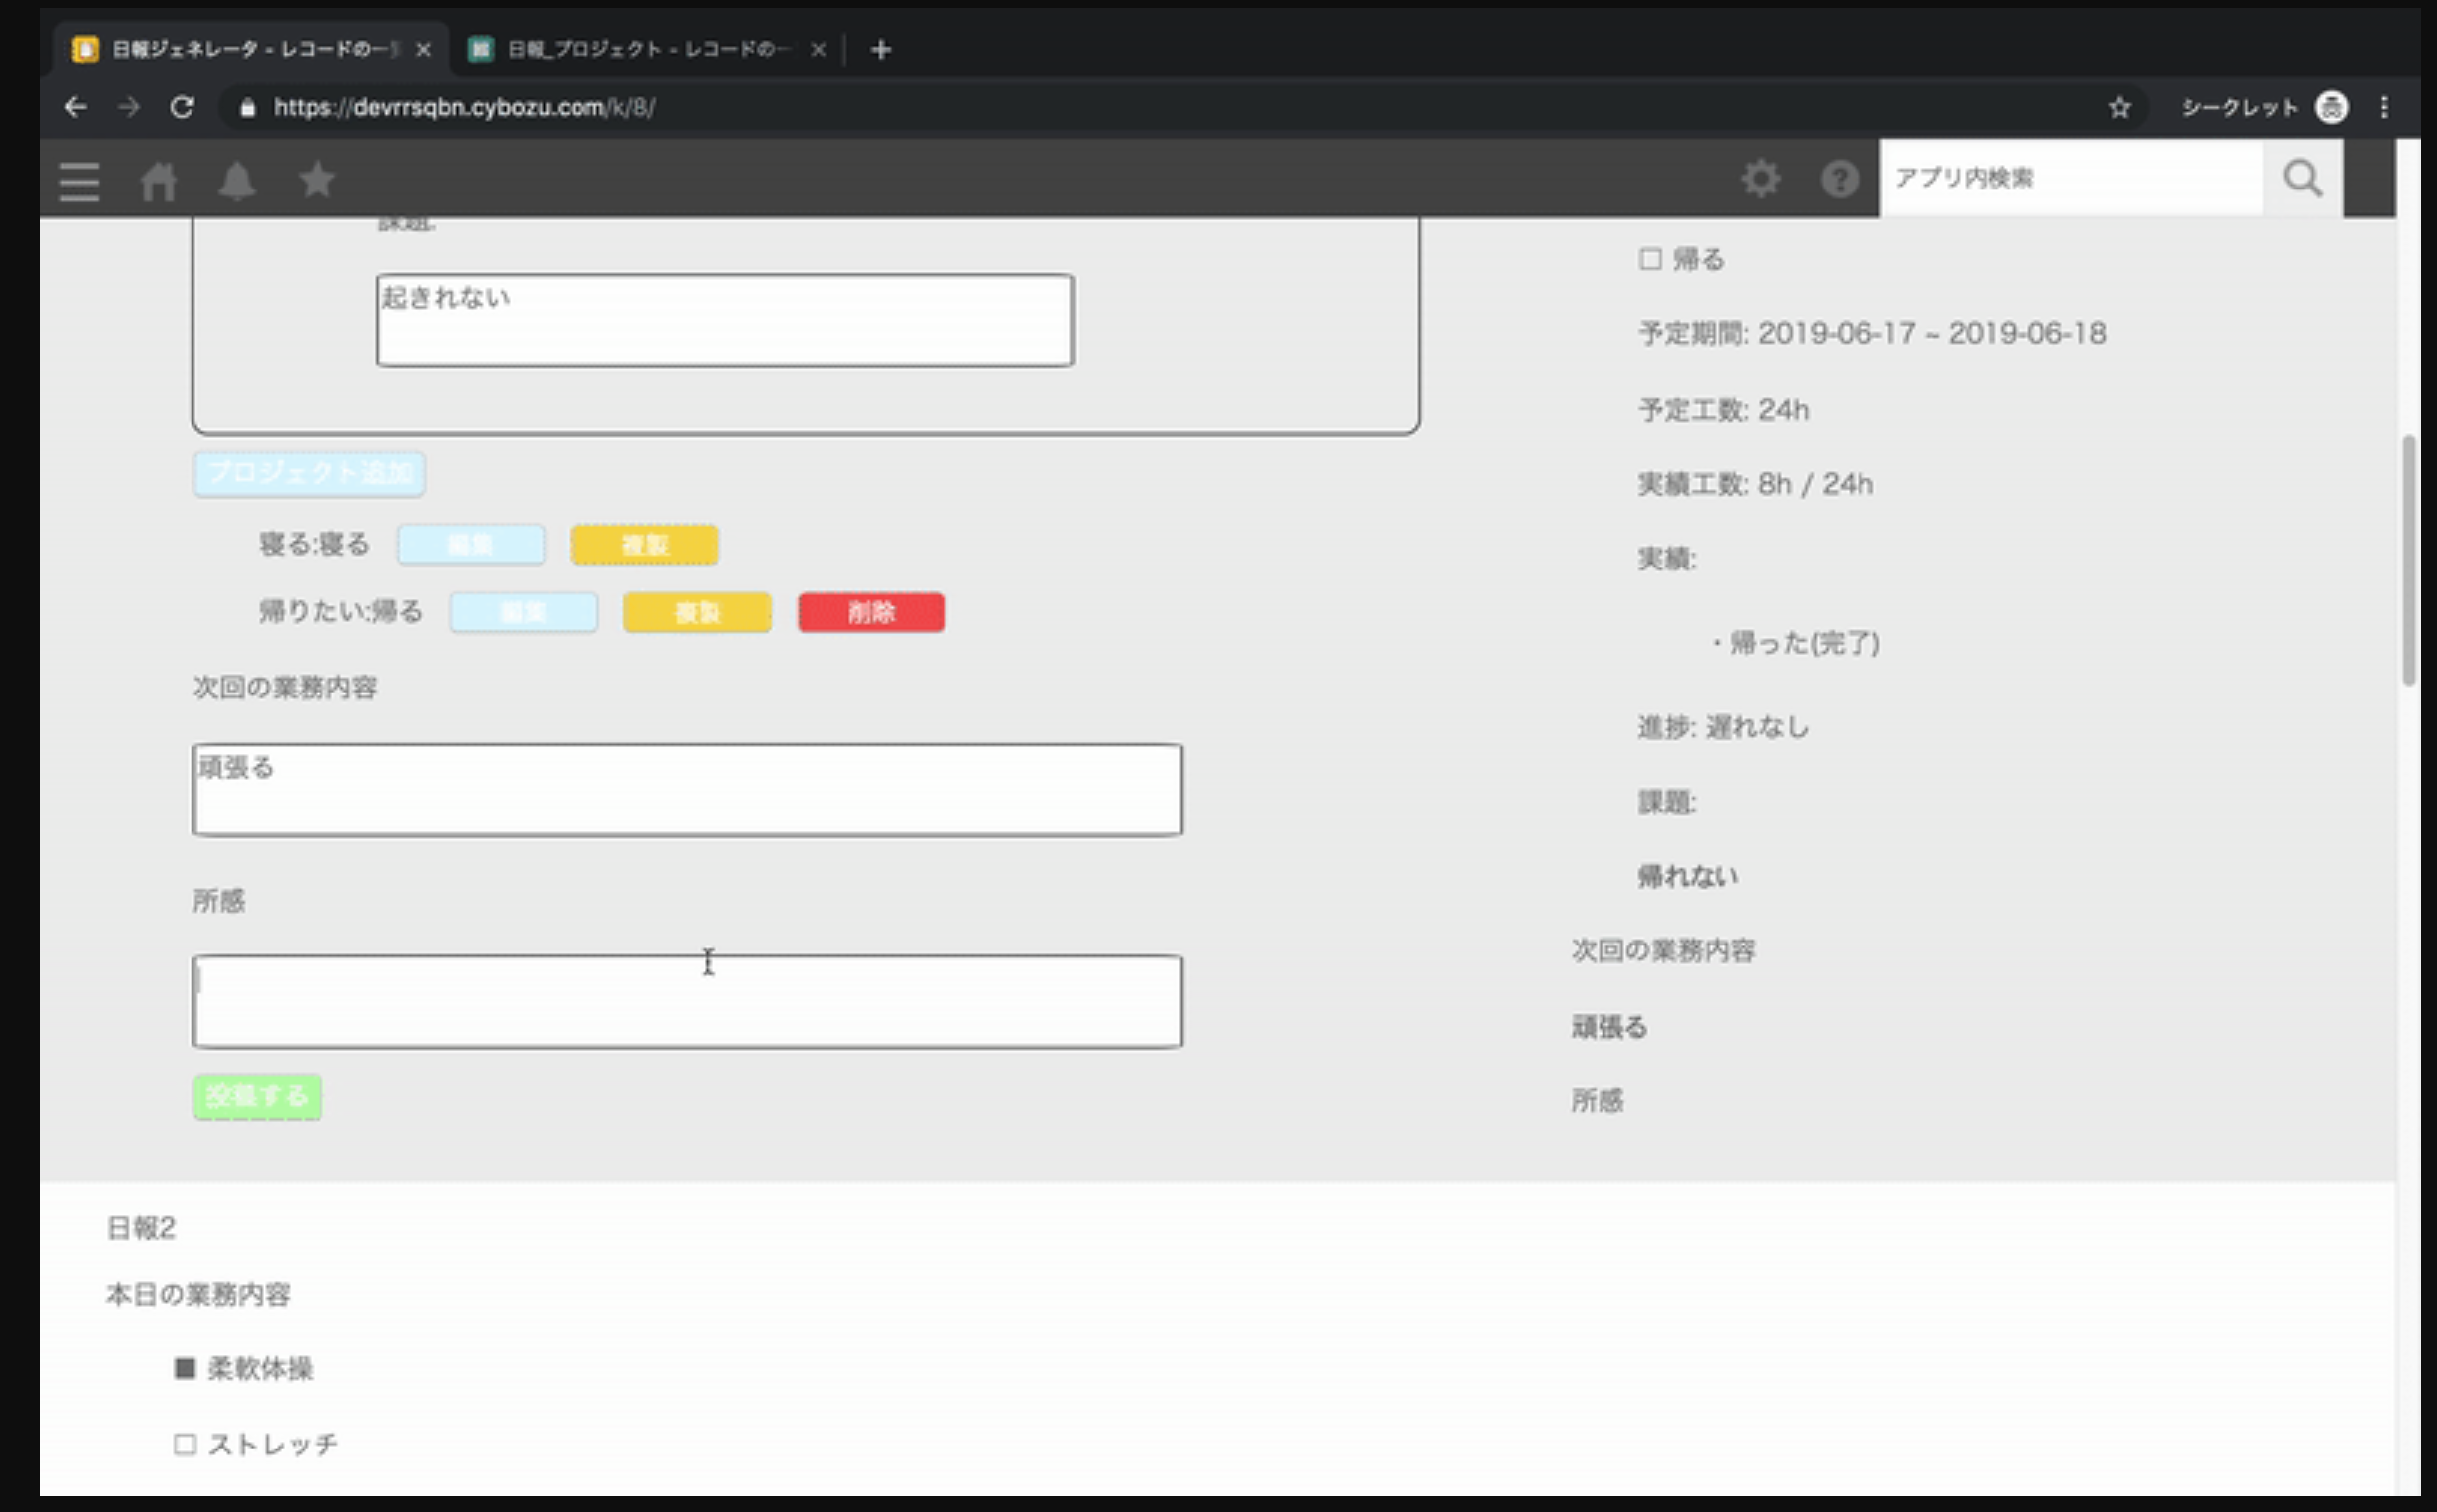 日報ジェネレータ - レコードの一
日報_プロジェクト - レコードの一
https://devrrsqbn.cybozu.com/k/8/
シークレット
アプリ内検索
課題:
起きれない
プロジェクト追加
寝る:寝る 編集 複製
帰りたい:帰る 編集 複製 削除
次回の業務内容
頑張る
所感
投稿する
□ 帰る
予定期間: 2019-06-17 ~ 2019-06-18
予定工数: 24h
実績工数: 8h / 24h
実績:
・帰った(完了)
進捗: 遅れなし
課題:
帰れない
次回の業務内容
頑張る
所感
日報2
本日の業務内容
■ 柔軟体操
□ ストレッチ